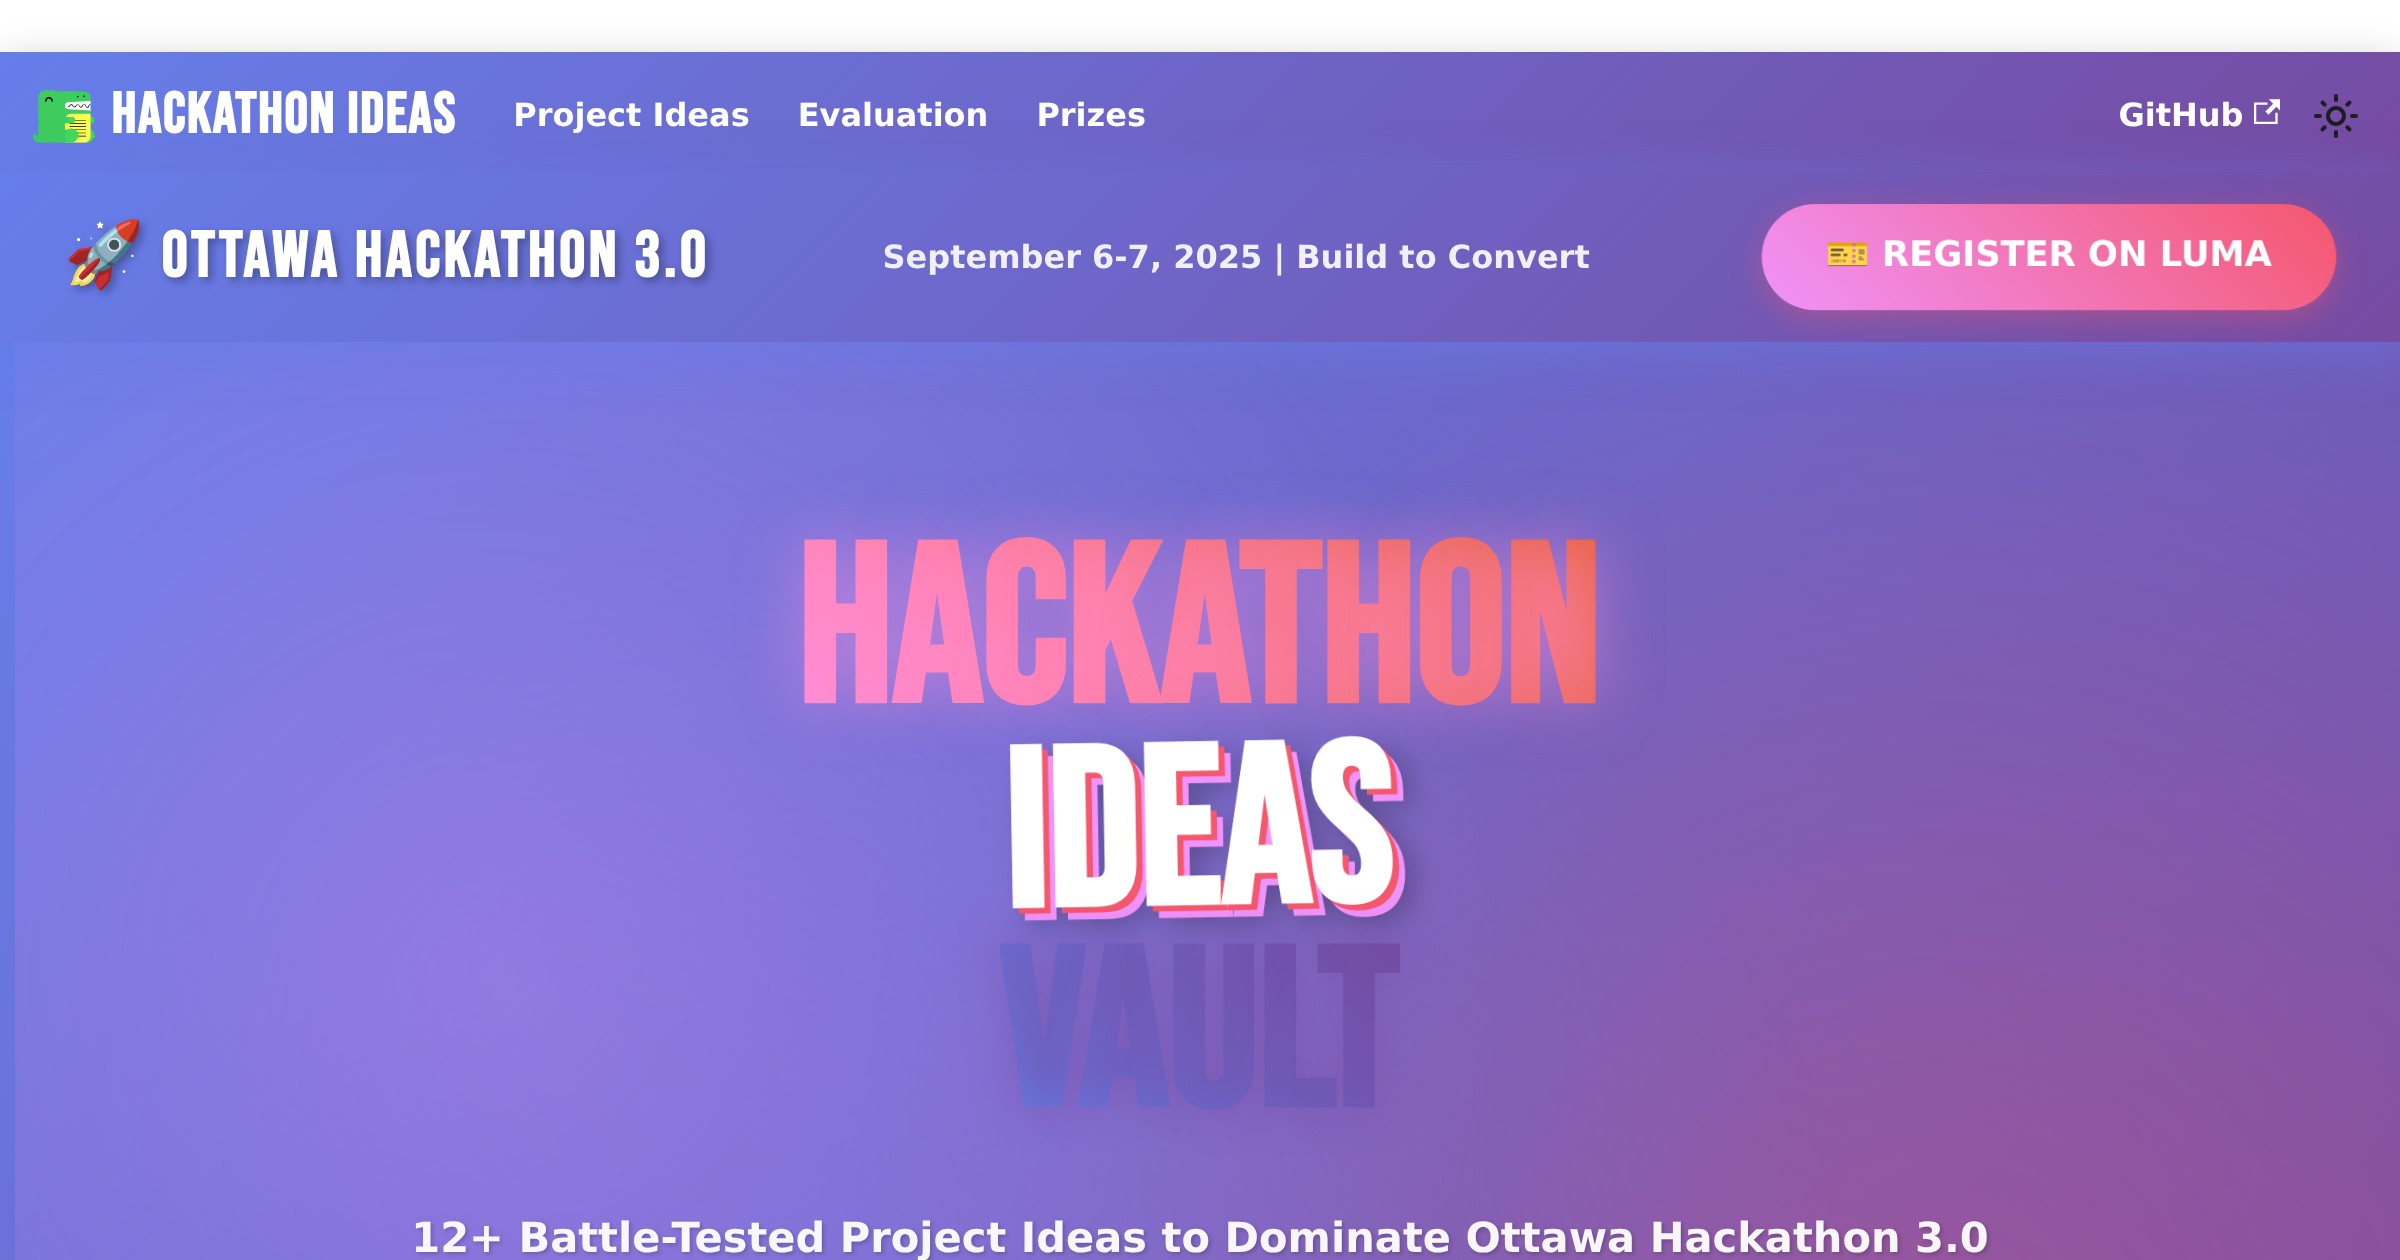 HACKATHON IDEAS
Project Ideas
Evaluation
Prizes
GitHub
OTTAWA HACKATHON 3.0
September 6-7, 2025 | Build to Convert
REGISTER ON LUMA
HACKATHON
IDEAS
VAULT
12+ Battle-Tested Project Ideas to Dominate Ottawa Hackathon 3.0